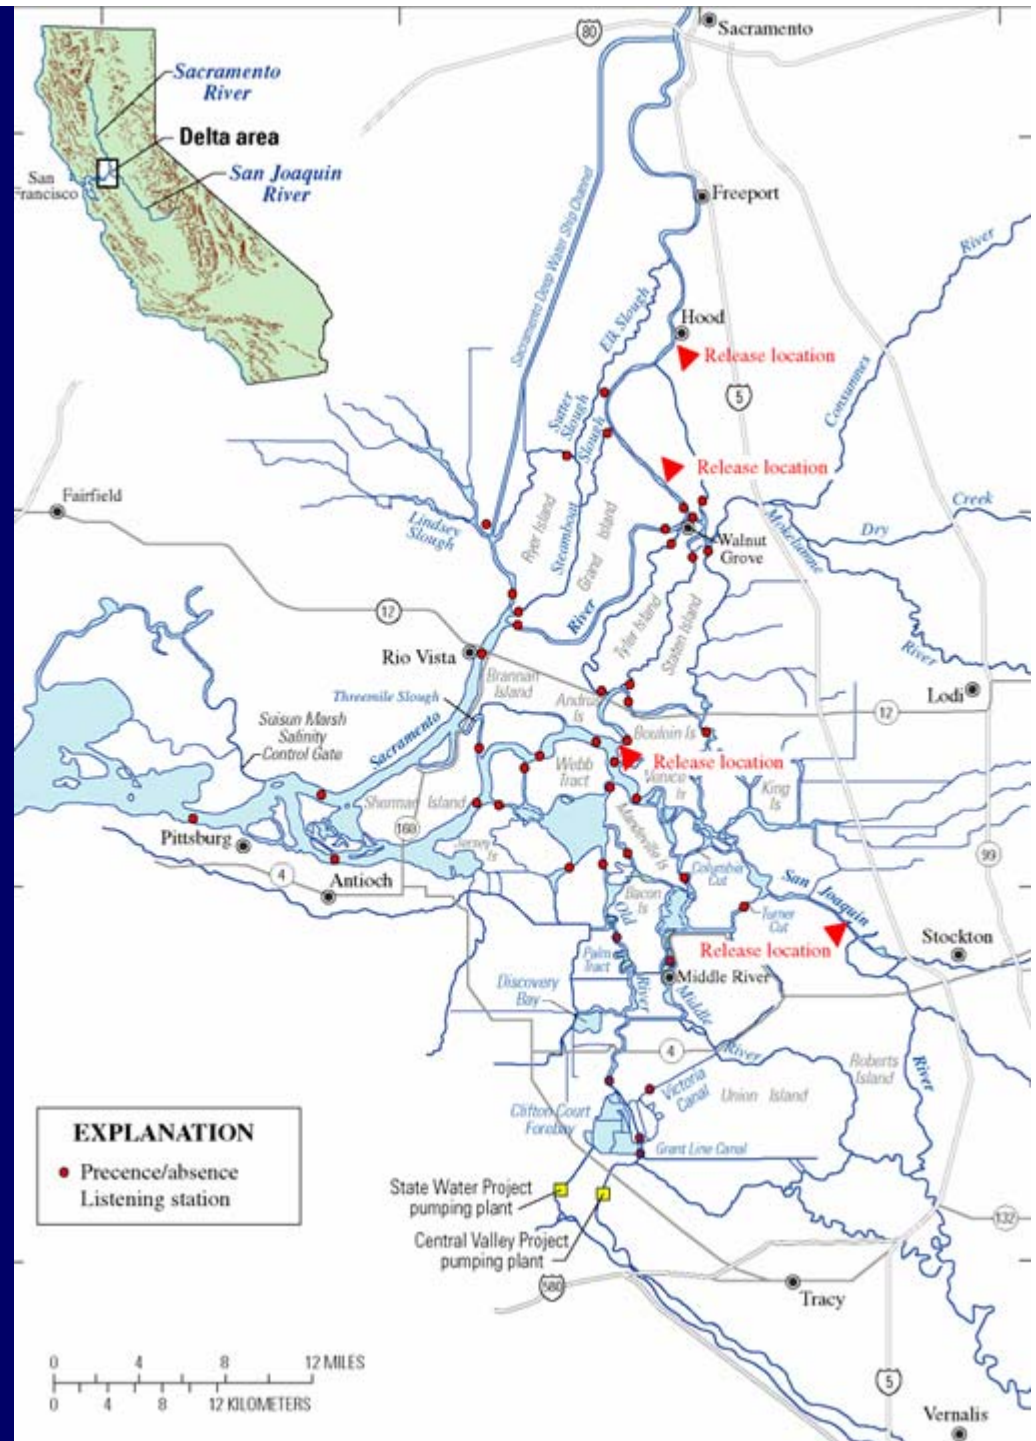 80
Sacramento
Sacramento
River
Delta area
San
Francisco
San Joaquin
River
Sacramento Deep Water Ship Channel
Freeport
River
Elk Slough
Hood
Release location
5
Consumnes
Sutter
Slough
Slough
Steamboat
Release location
Fairfield
Lindsey
Slough
Ryer Island
Grand Island
Mokelumne
Dry
Creek
Walnut
Grove
12
River
Tyler Island
Staten Island
River
Rio Vista
Brannan
Island
Threemile Slough
Andrus
Is
Lodi
12
Suisun Marsh
Salinity
Control Gate
Sacramento
Bouloin Is
Release location
Webb
Tract
Venice
Is
King
Is
Sherman Island
160
Mandeville Is
Pittsburg
Jersey
Is
99
4
Antioch
Columbia
Cut
Bacon
Is
San Joaquin
Turner
Cut
Old
Release location
Stockton
Palm
Tract
Middle River
Discovery
Bay
River
Middle
River
4
Roberts
Island
River
Victoria
Canal
Union Island
Clifton Court
Forebay
Grant Line Canal
EXPLANATION
Precence/absence
Listening station
State Water Project
pumping plant
Central Valley Project
pumping plant
132
580
Tracy
0 4 8 12 MILES
0 4 8 12 KILOMETERS
5
Vernalis